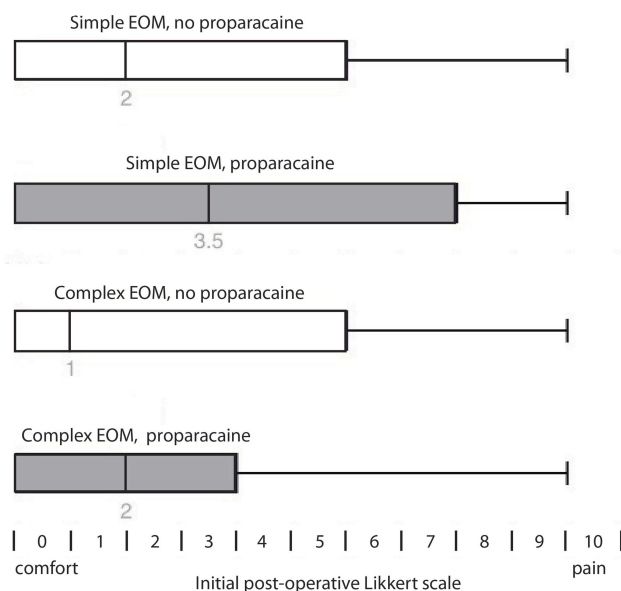 Simple EOM, no proparacaine
2
Simple EOM, proparacaine
3.5
Complex EOM, no proparacaine
1
Complex EOM, proparacaine
2
| 0 | 1 | 2 | 3 | 4 | 5 | 6 | 7 | 8 | 9 | 10 |
comfort pain
Initial post-operative Likkert scale